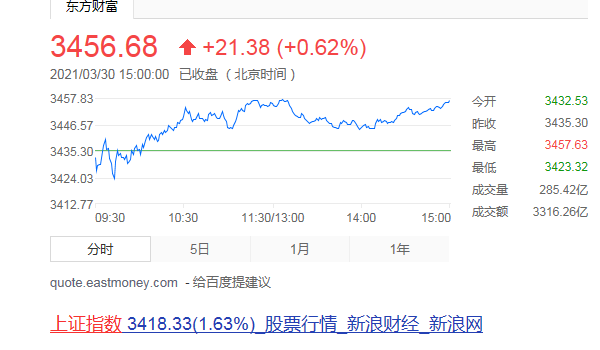 东方财富
3456.68 +21.38 (+0.62%)
2021/03/30 15:00:00 已收盘 ( 北京时间 )
3457.83
3446.57
3435.30
3424.03
3412.77
09:30 10:30 11:30/13:00 14:00 15:00
今开 3432.53
昨收 3435.30
最高 3457.63
最低 3423.32
成交量 285.42亿
成交额 3316.26亿
分时 5日 1月 1年
quote.eastmoney.com - 给百度提建议
上证指数 3418.33(1.63%)_股票行情_新浪财经_新浪网